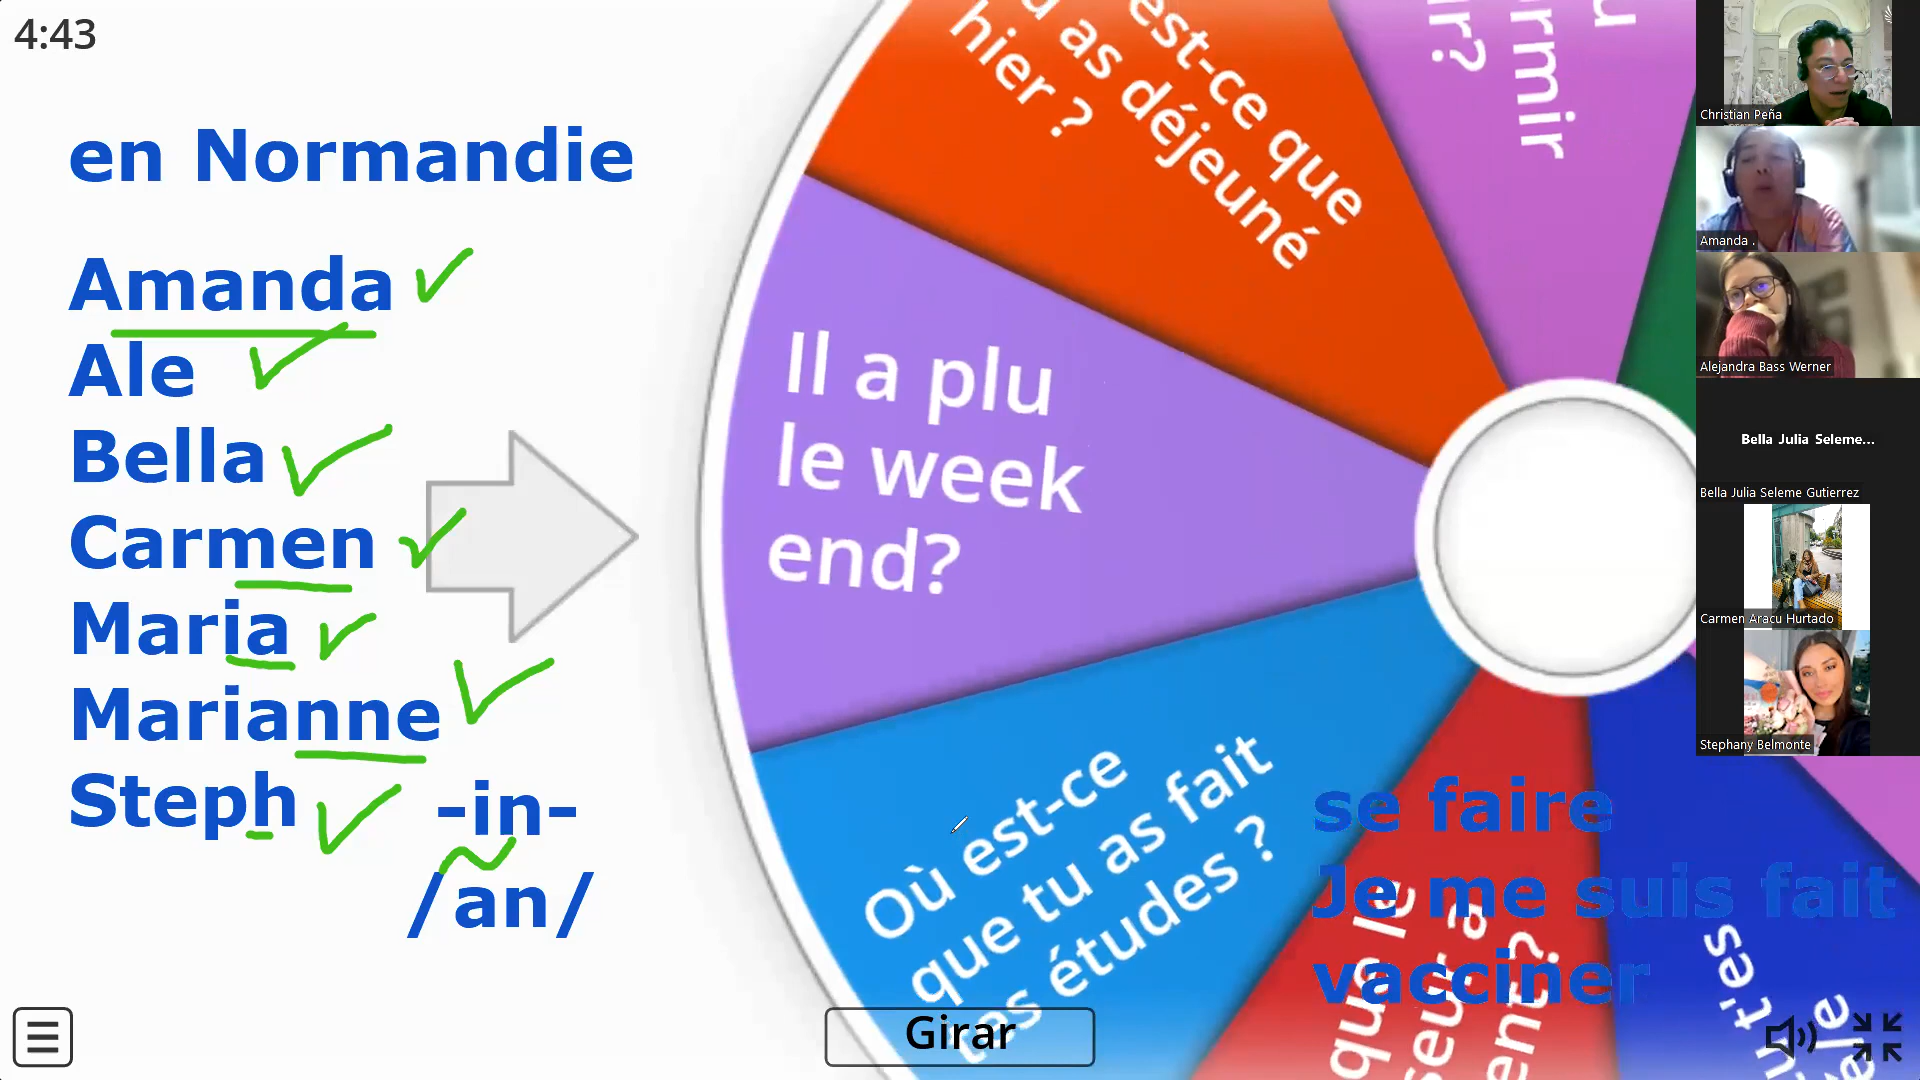 4:43
en Normandie
Amanda
Ale
Bella
Carmen
Maria
Marianne
Steph
-in-
/an/
est-ce que
as déjeuné
hier ?
ormir
Il a plu
le week
end?
Où est-ce
que tu as fait
tes études ?
se faire
Je me suis fait
vacciner
que le
Girar
Christian Peña
Amanda .
Alejandra Bass Werner
Bella Julia Seleme...
Bella Julia Seleme Gutierrez
Carmen Aracu Hurtado
Stephany Belmonte